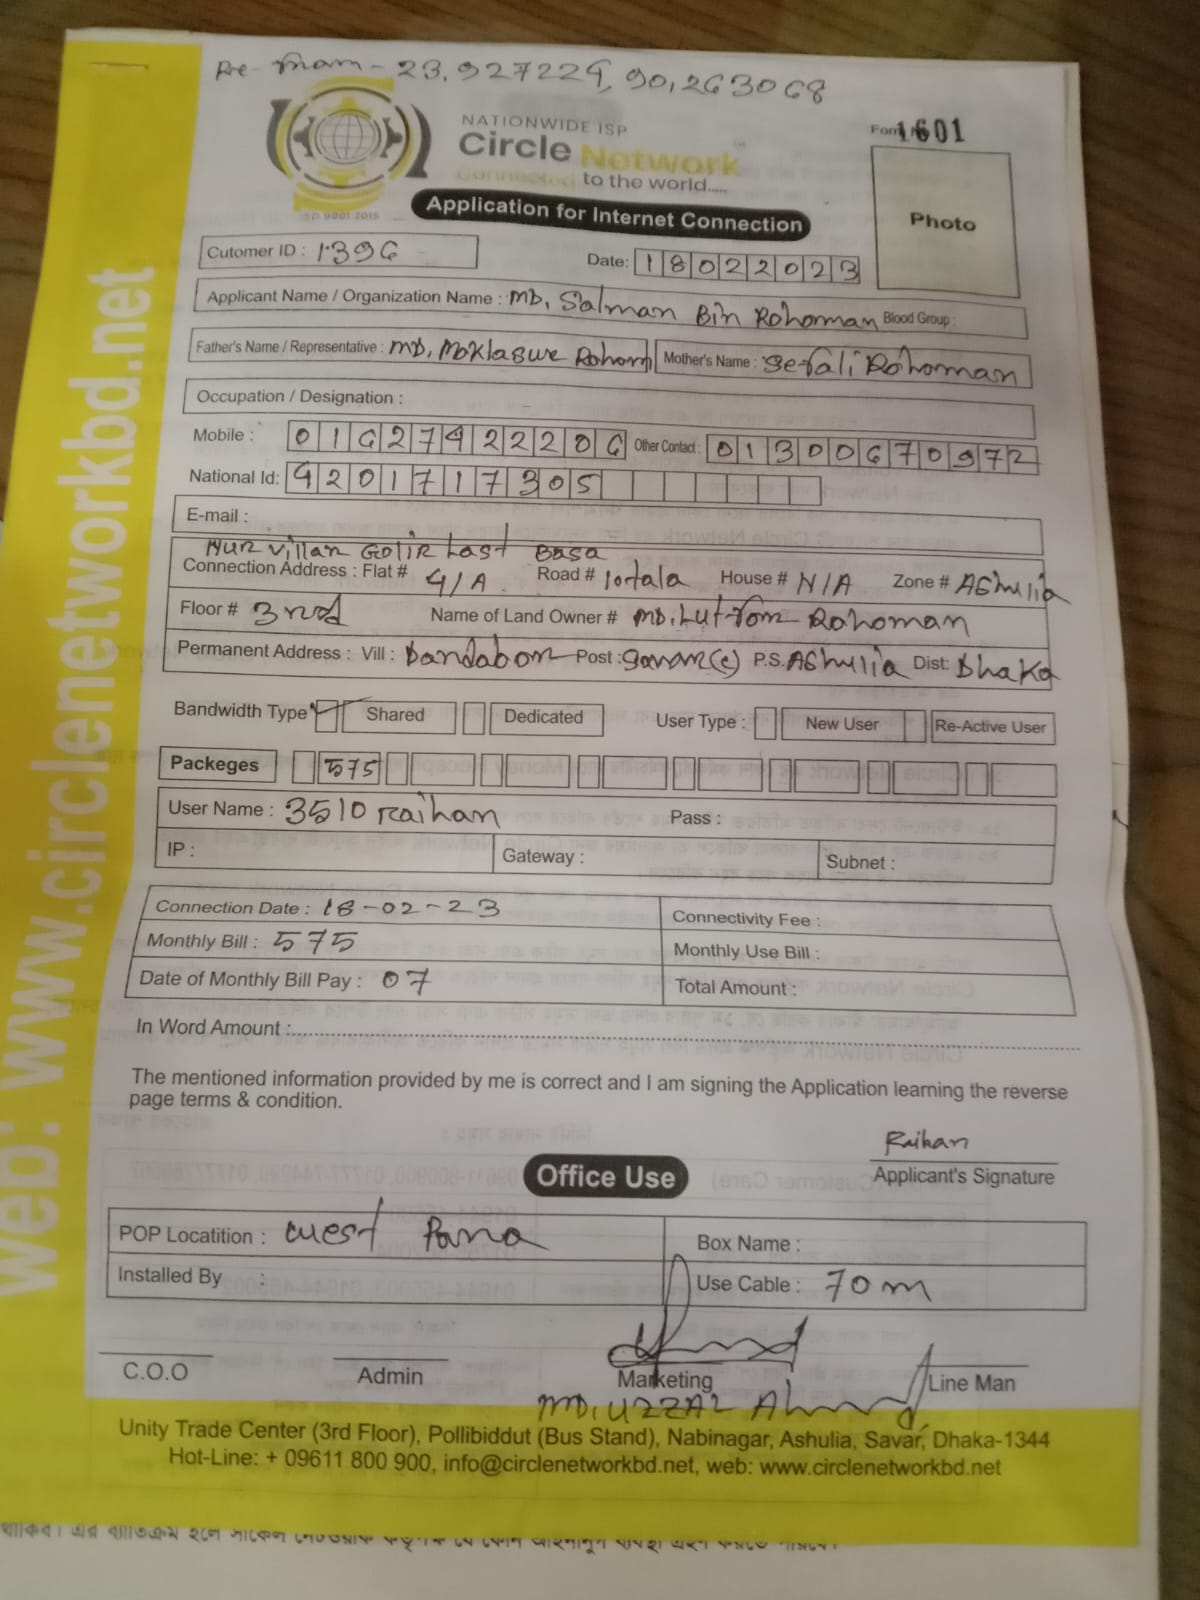 Pre- mam - 23.927224, 90.263068
NATIONWIDE ISP
Circle Network
Connected to the world.....
ISO 9001:2015
Form 1601
Application for Internet Connection
Photo
Cutomer ID : 1396
Date: 18022023
Applicant Name / Organization Name : MD. Salman Bin Rohoman Blood Group :
Father's Name / Representative : MD. Moklasur Rohom Mother's Name : Sefali Rohoman
Occupation / Designation :
Mobile : 01627422206 Other Contact : 01300670972
National Id: 4201717305
E-mail :
Nur Villan Golir Last Basa
Connection Address : Flat # 4/A Road # 10tala House # N/A Zone # AShulia
Floor # 3rd Name of Land Owner # MD. Lutfor Rohoman
Permanent Address : Vill : Dandabor Post : Savar(c) P.S. AShulia Dist: Dhaka
Bandwidth Type Shared Dedicated User Type : New User Re-Active User
Packeges 575
User Name : 3510 Raihan Pass :
IP : Gateway : Subnet :
Connection Date : 18-02-23 Connectivity Fee :
Monthly Bill : 575 Monthly Use Bill :
Date of Monthly Bill Pay : 07 Total Amount :
In Word Amount :
The mentioned information provided by me is correct and I am signing the Application learning the reverse
page terms & condition.
Raihan
Applicant's Signature
Office Use
POP Locatition : West Para Box Name :
Installed By : Use Cable : 70 m
C.O.O Admin Marketing Line Man
MD. UZZAL Ahmed
Unity Trade Center (3rd Floor), Pollibiddut (Bus Stand), Nabinagar, Ashulia, Savar, Dhaka-1344
Hot-Line: + 09611 800 900, info@circlenetworkbd.net, web: www.circlenetworkbd.net
web: www.circlenetworkbd.net